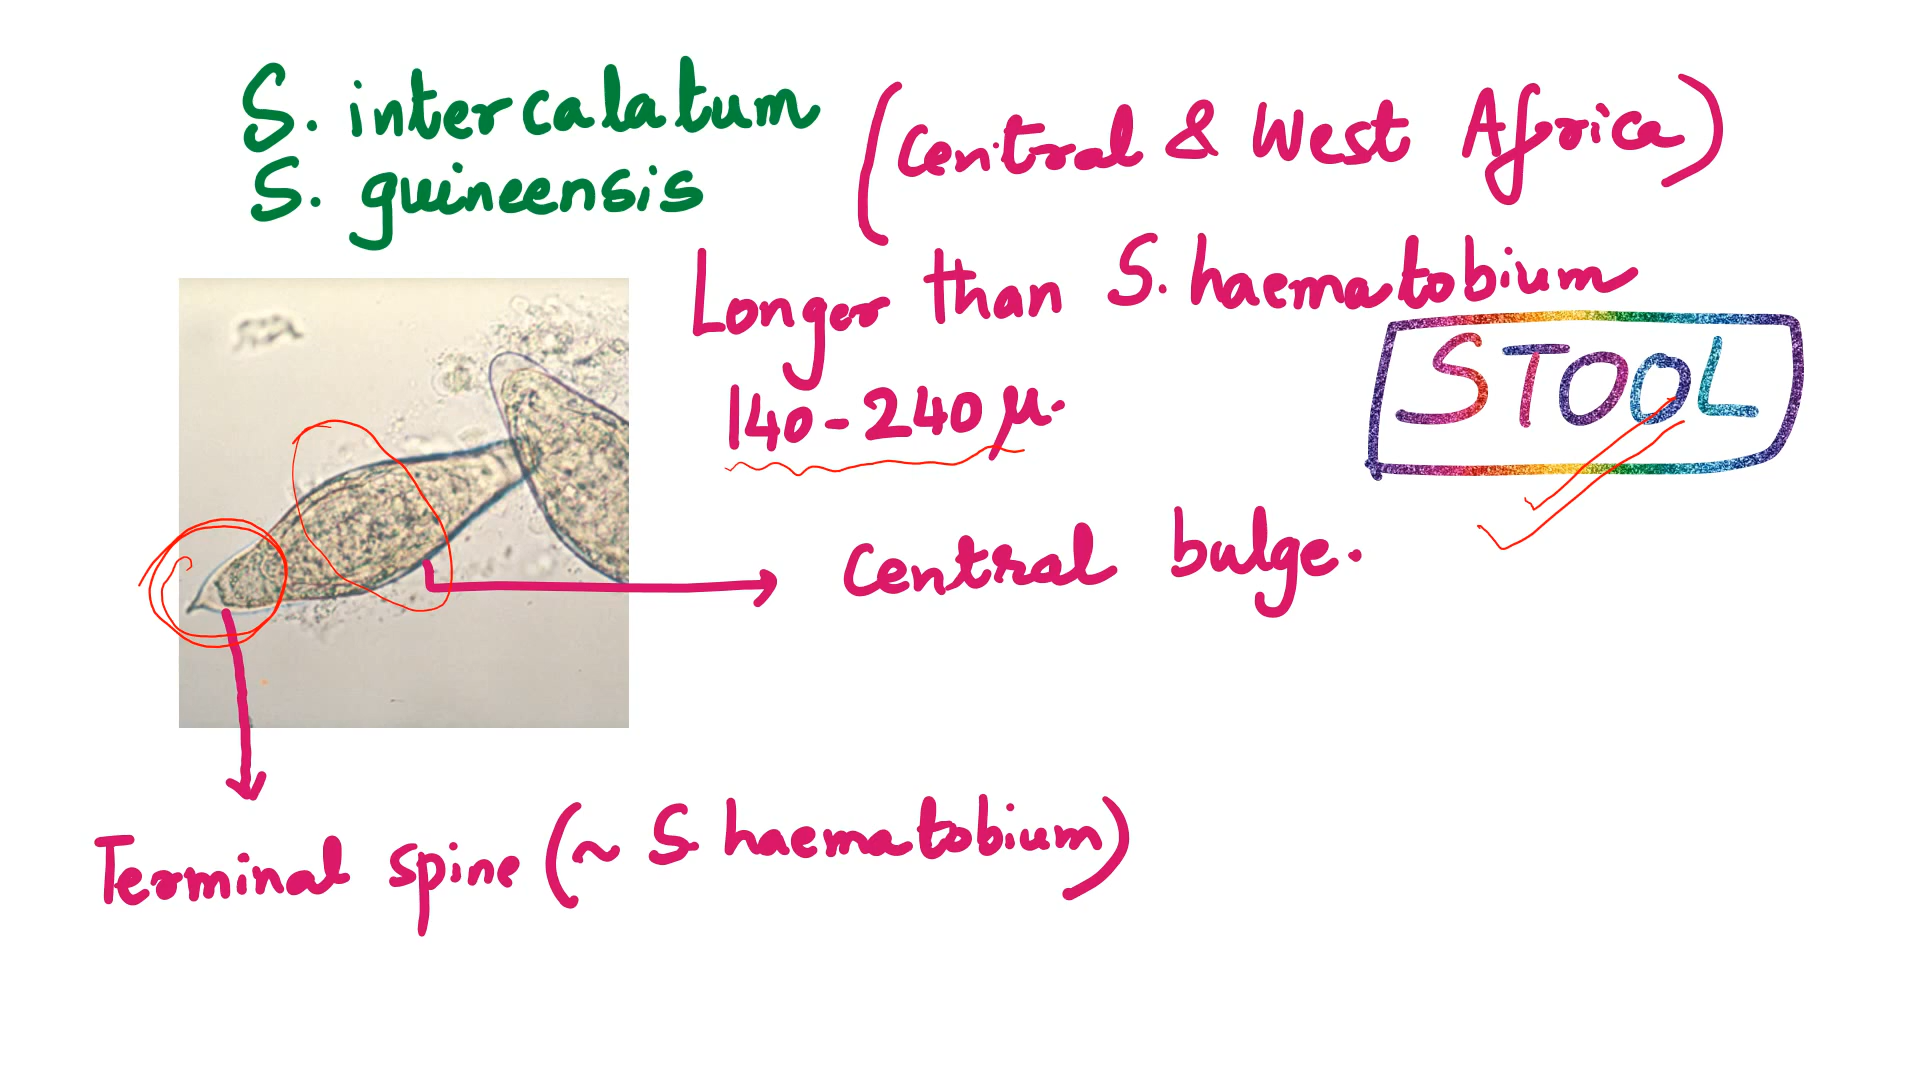 S. intercalatum
S. guineensis
(Central & West Africa)
Longer than S. haematobium
140-240 µ.
STOOL
Central bulge.
Terminal spine (~ S. haematobium)